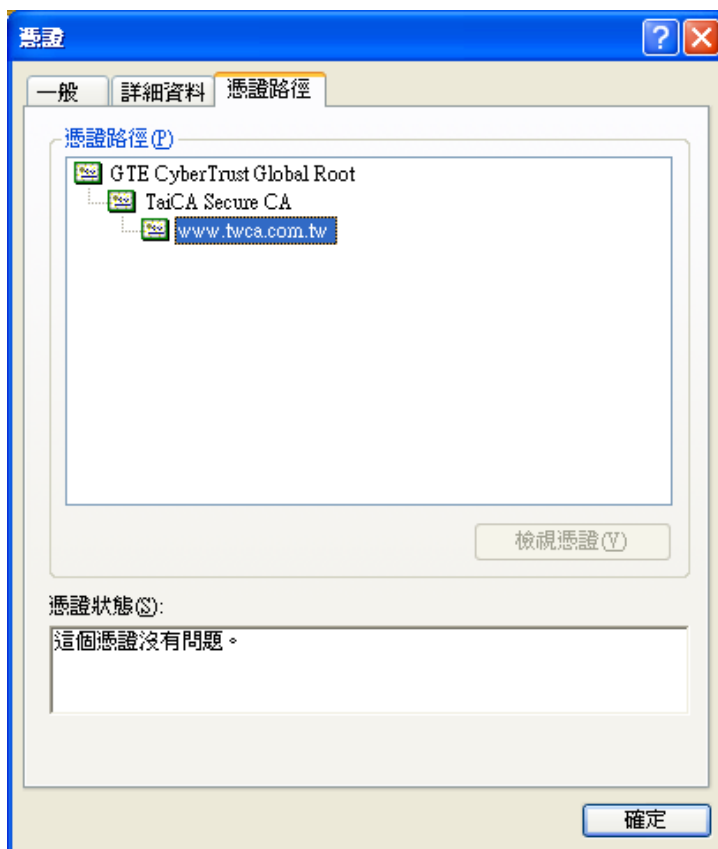 憑證
一般 詳細資料 憑證路徑
憑證路徑(P)
GTE CyberTrust Global Root
TaiCA Secure CA
www.twca.com.tw
檢視憑證(V)
憑證狀態(S):
這個憑證沒有問題。
確定